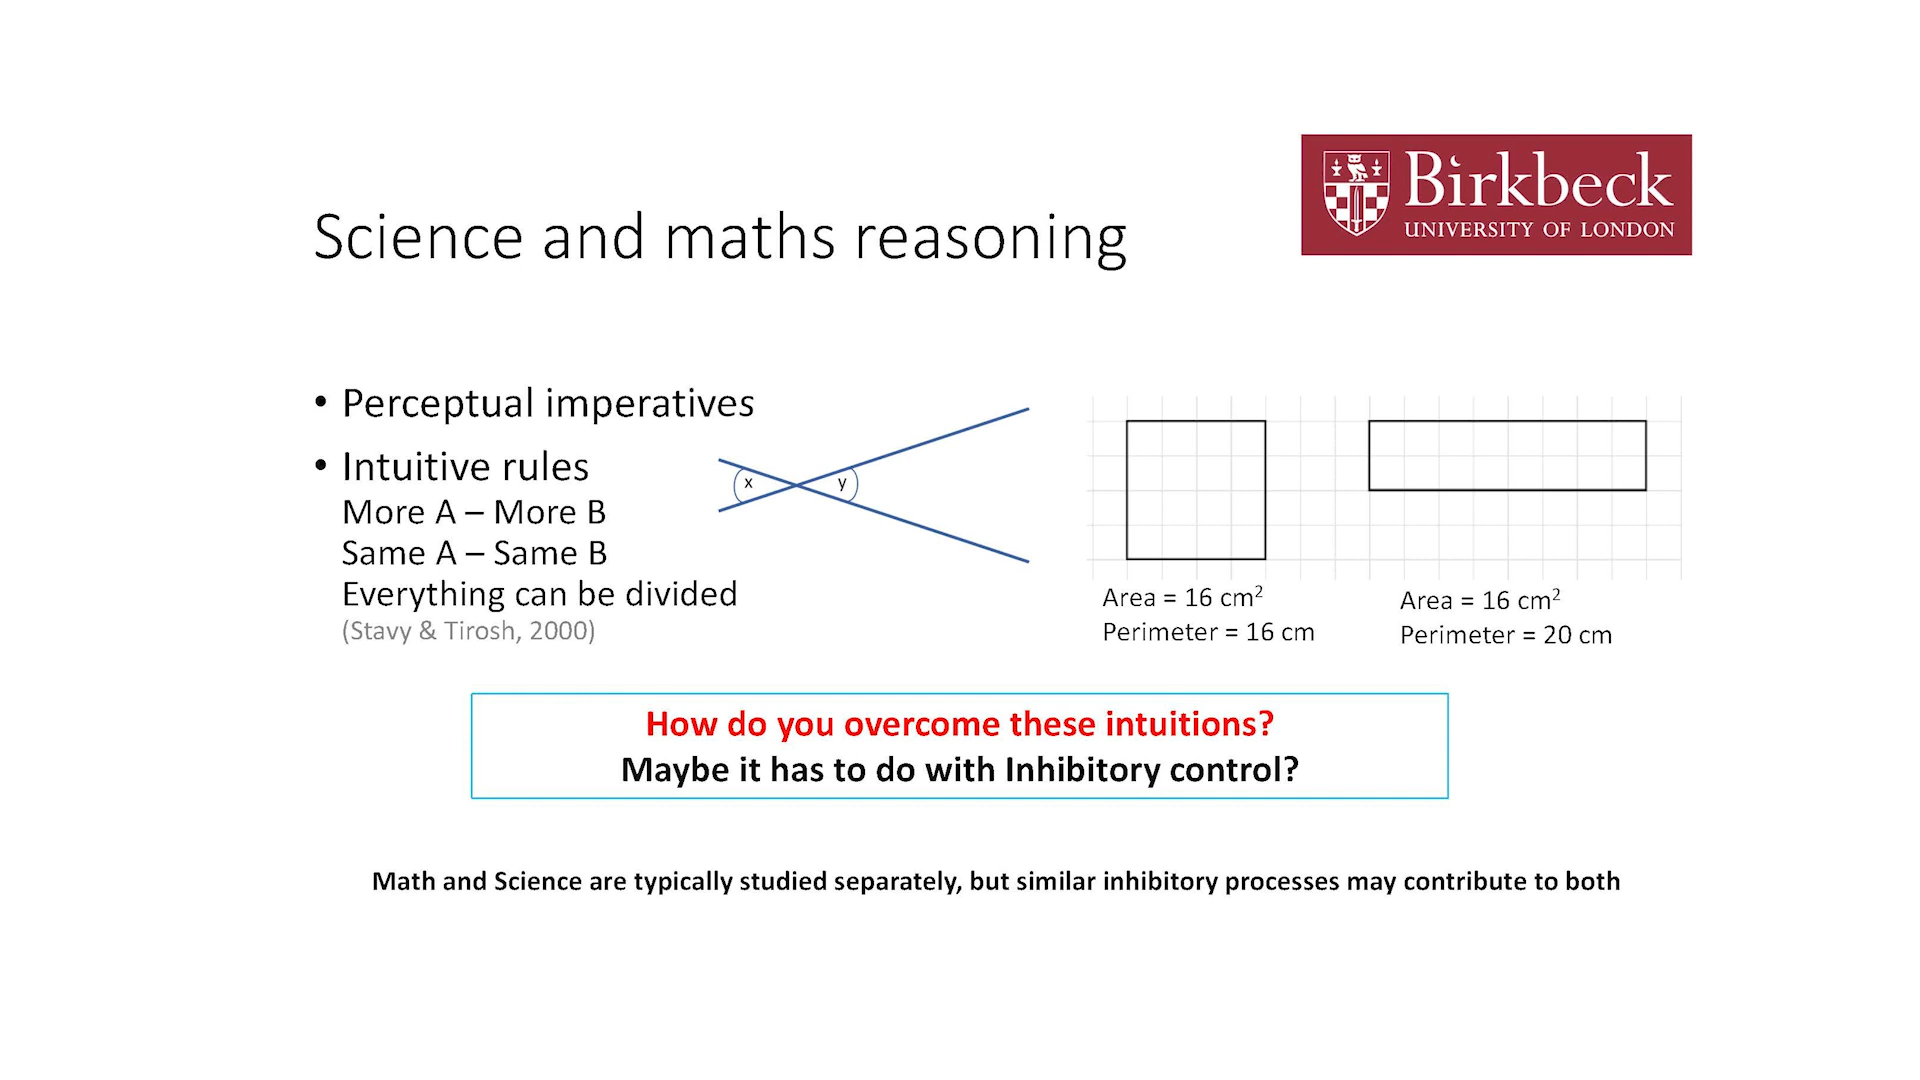 Birkbeck
UNIVERSITY OF LONDON
Science and maths reasoning
• Perceptual imperatives
• Intuitive rules
More A – More B
Same A – Same B
Everything can be divided
(Stavy & Tirosh, 2000)
x
y
Area = 16 cm²
Perimeter = 16 cm
Area = 16 cm²
Perimeter = 20 cm
How do you overcome these intuitions?
Maybe it has to do with Inhibitory control?
Math and Science are typically studied separately, but similar inhibitory processes may contribute to both